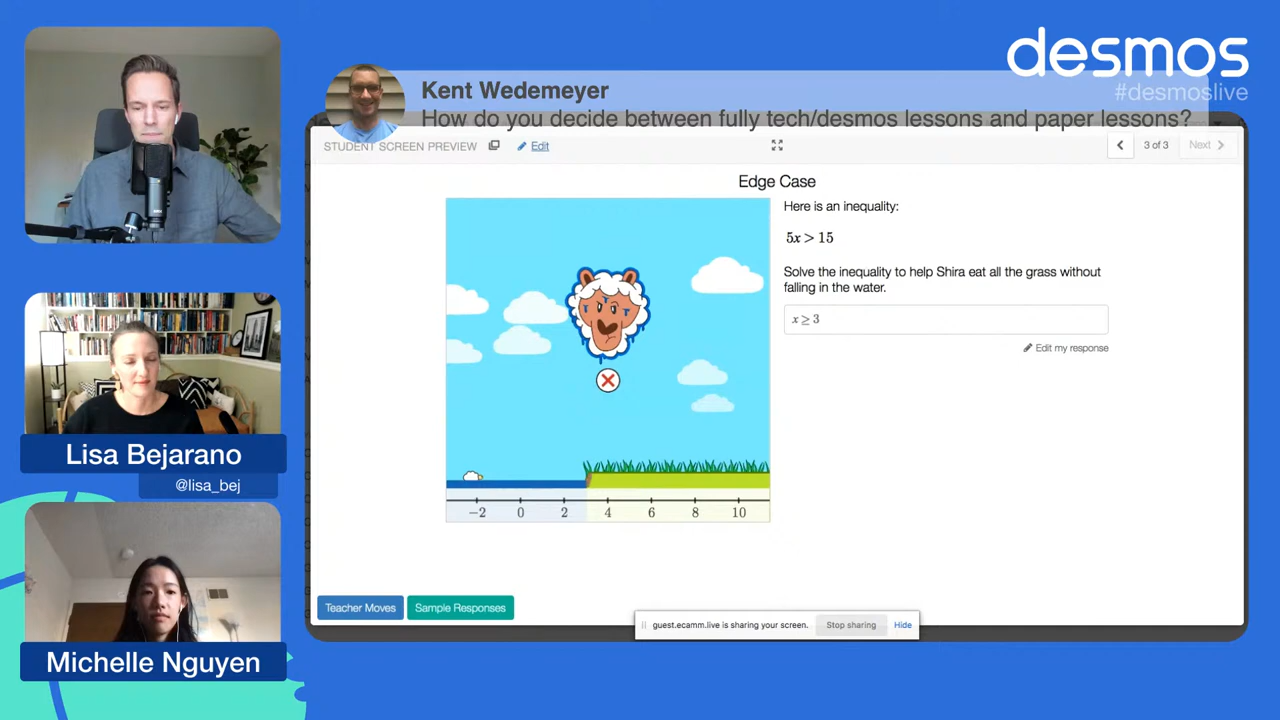 desmos
#desmoslive
Kent Wedemeyer
How do you decide between fully tech/desmos lessons and paper lessons?
STUDENT SCREEN PREVIEW
Edit
3 of 3
Next
Edge Case
Here is an inequality:
5x > 15
Solve the inequality to help Shira eat all the grass without
falling in the water.
x ≥ 3
Edit my response
−2 0 2 4 6 8 10
Teacher Moves
Sample Responses
guest.ecamm.live is sharing your screen.
Stop sharing
Hide
Lisa Bejarano
@lisa_bej
Michelle Nguyen